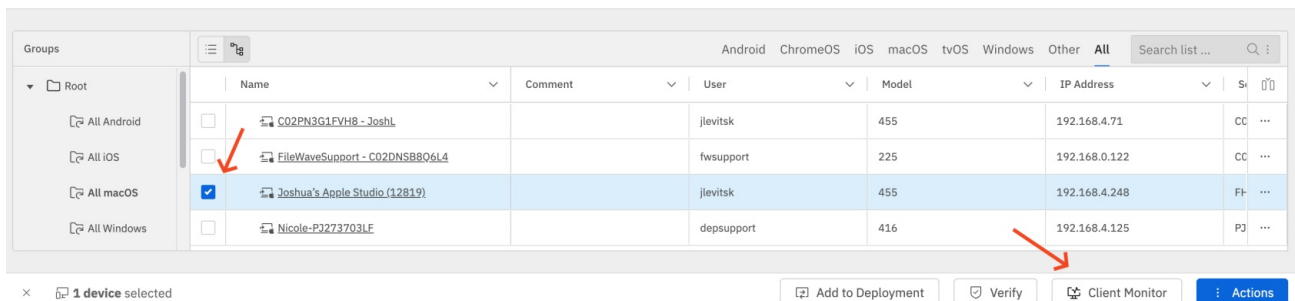 Groups
Android ChromeOS iOS macOS tvOS Windows Other All Search list ...
Root
Name Comment User Model IP Address
All Android
C02PN3G1FVH8 - JoshL jlevitsk 455 192.168.4.71 CC ...
All iOS
FileWaveSupport - C02DNSB8Q6L4 fwsupport 225 192.168.0.122 CC ...
All macOS
Joshua's Apple Studio (12819) jlevitsk 455 192.168.4.248 FH ...
All Windows
Nicole-PJ273703LF depsupport 416 192.168.4.125 PJ ...
1 device selected Add to Deployment Verify Client Monitor Actions